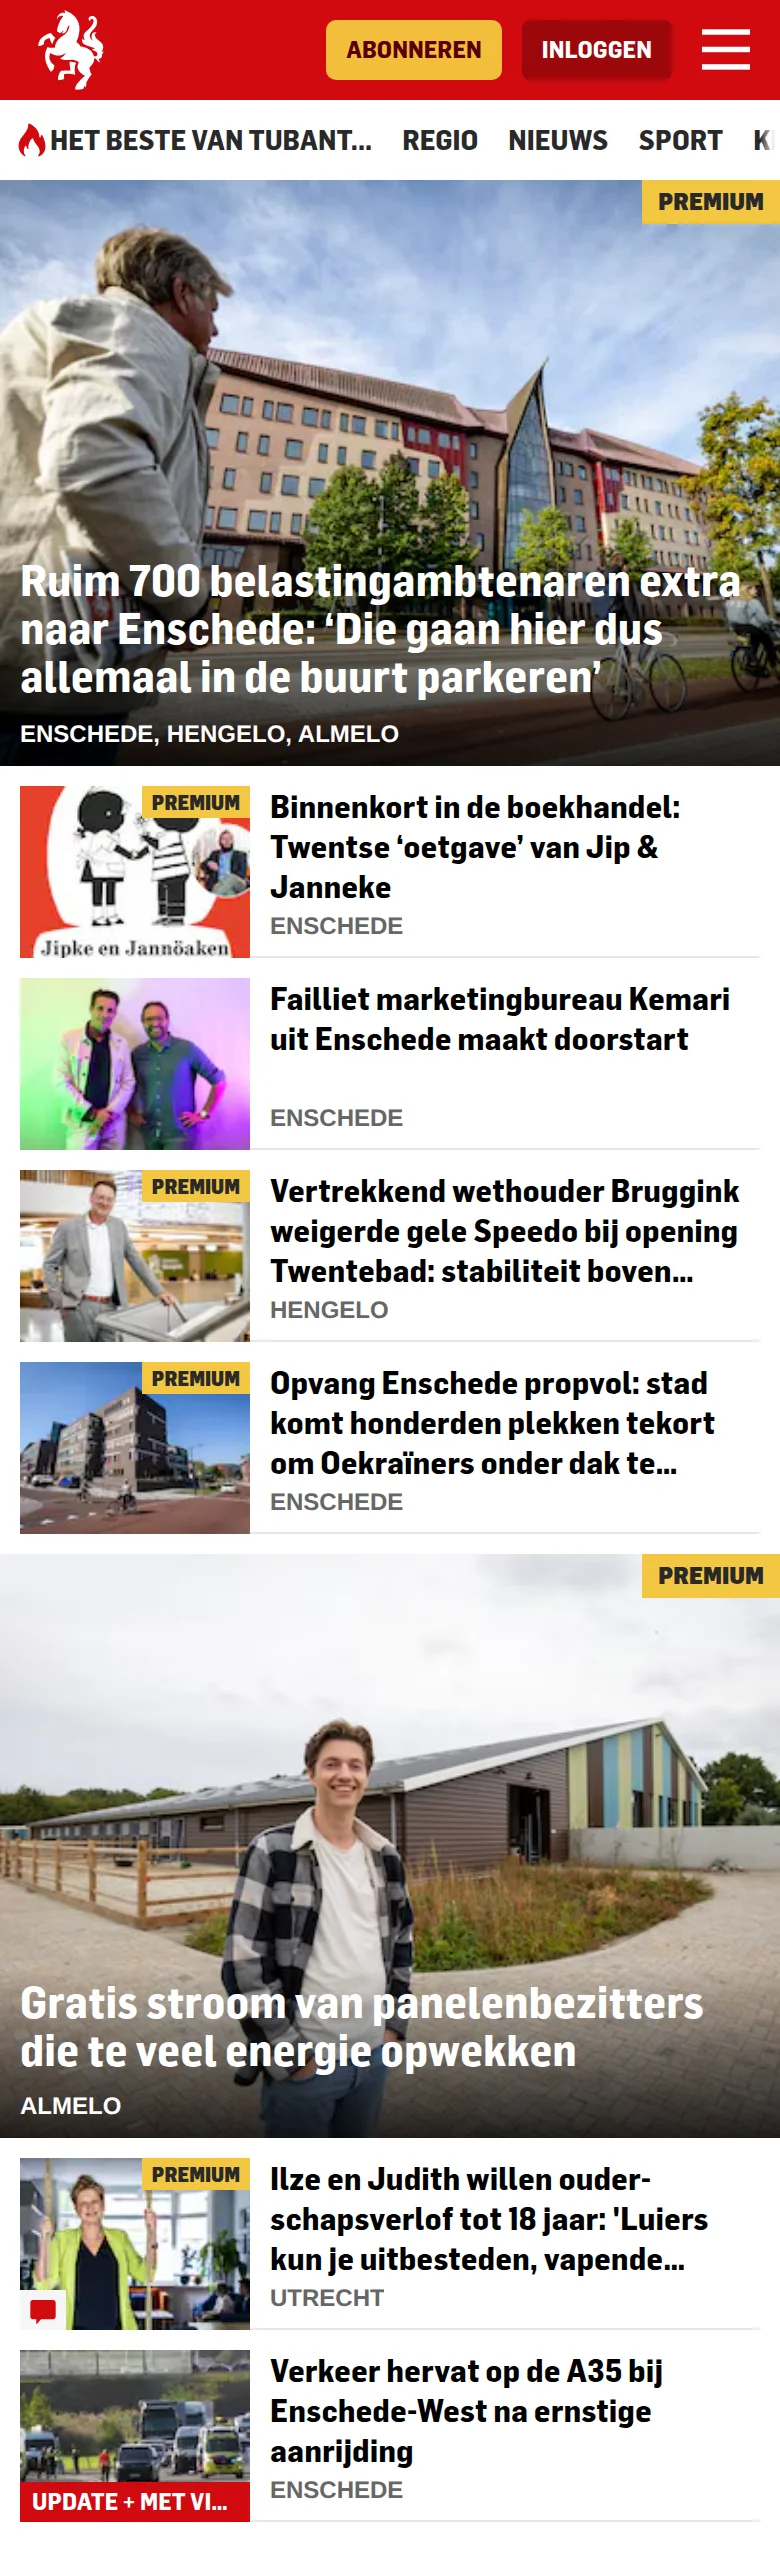 ABONNEREN
INLOGGEN
HET BESTE VAN TUBANT...
REGIO
NIEUWS
SPORT
PREMIUM
Ruim 700 belastingambtenaren extra
naar Enschede: ‘Die gaan hier dus
allemaal in de buurt parkeren’
ENSCHEDE, HENGELO, ALMELO
PREMIUM
Jipke en Jannöaken
Binnenkort in de boekhandel:
Twentse ‘oetgave’ van Jip &
Janneke
ENSCHEDE
Failliet marketingbureau Kemari
uit Enschede maakt doorstart
ENSCHEDE
PREMIUM
Vertrekkend wethouder Bruggink
weigerde gele Speedo bij opening
Twentebad: stabiliteit boven...
HENGELO
PREMIUM
Opvang Enschede propvol: stad
komt honderden plekken tekort
om Oekraïners onder dak te...
ENSCHEDE
PREMIUM
Gratis stroom van panelenbezitters
die te veel energie opwekken
ALMELO
PREMIUM
Ilze en Judith willen ouder-
schapsverlof tot 18 jaar: 'Luiers
kun je uitbesteden, vapende...
UTRECHT
UPDATE + MET VI...
Verkeer hervat op de A35 bij
Enschede-West na ernstige
aanrijding
ENSCHEDE